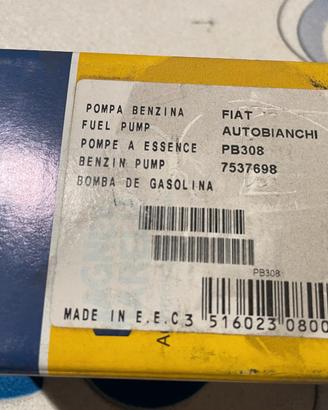 POMPA BENZINA FIAT
FUEL PUMP AUTOBIANCHI
POMPE A ESSENCE PB308
BENZIN PUMP 7537698
BOMBA DE GASOLINA
PB308
MADE IN E.E.C 3 516023 0800